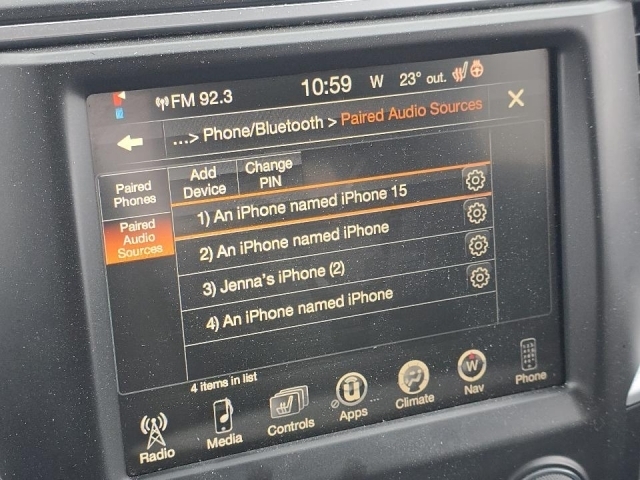 FM 92.3 10:59 W 23° out.
...> Phone/Bluetooth > Paired Audio Sources X
Paired
Phones
Add
Device
Change
PIN
Paired
Audio
Sources
1) An iPhone named iPhone 15
2) An iPhone named iPhone
3) Jenna's iPhone (2)
4) An iPhone named iPhone
4 items in list
Radio Media Controls Apps Climate W Nav Phone